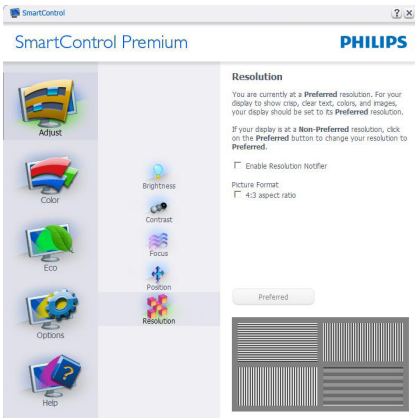 SmartControl
SmartControl Premium
PHILIPS
Adjust
Color
Eco
Options
Help
Brightness
Contrast
Focus
Position
Resolution
Resolution
You are currently at a Preferred resolution. For your
display to show crisp, clear text, colors, and images,
your display should be set to its Preferred resolution.
If your display is at a Non-Preferred resolution, click
on the Preferred button to change your resolution to
Preferred.
Enable Resolution Notifier
Picture Format
4:3 aspect ratio
Preferred